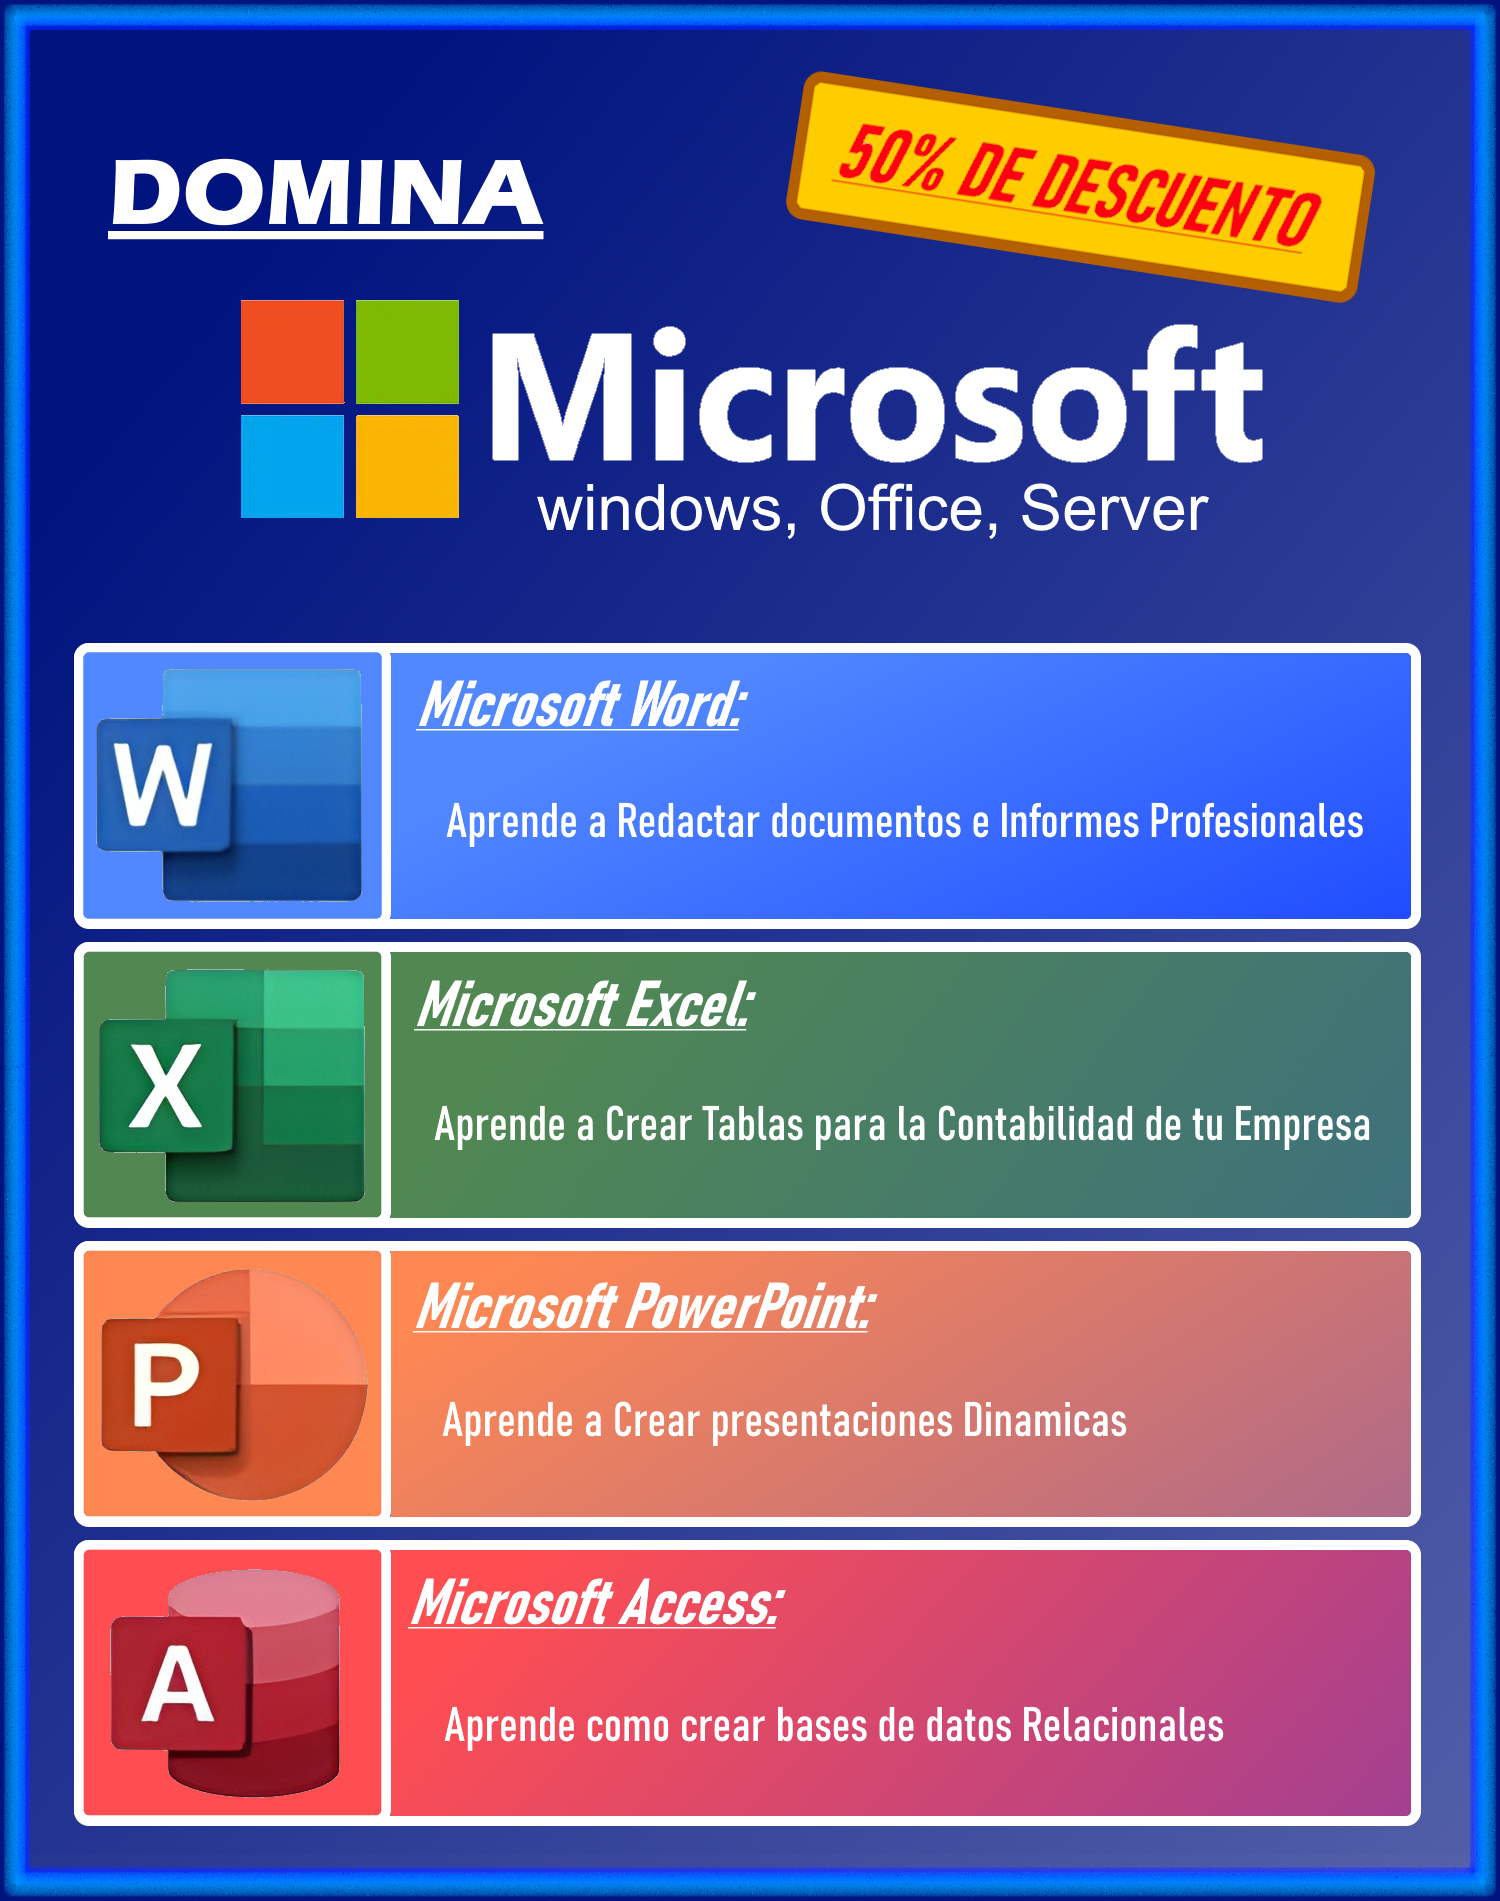 DOMINA
50% DE DESCUENTO
Microsoft
windows, Office, Server
W
Microsoft Word:
Aprende a Redactar documentos e Informes Profesionales
X
Microsoft Excel:
Aprende a Crear Tablas para la Contabilidad de tu Empresa
P
Microsoft PowerPoint:
Aprende a Crear presentaciones Dinamicas
A
Microsoft Access:
Aprende como crear bases de datos Relacionales